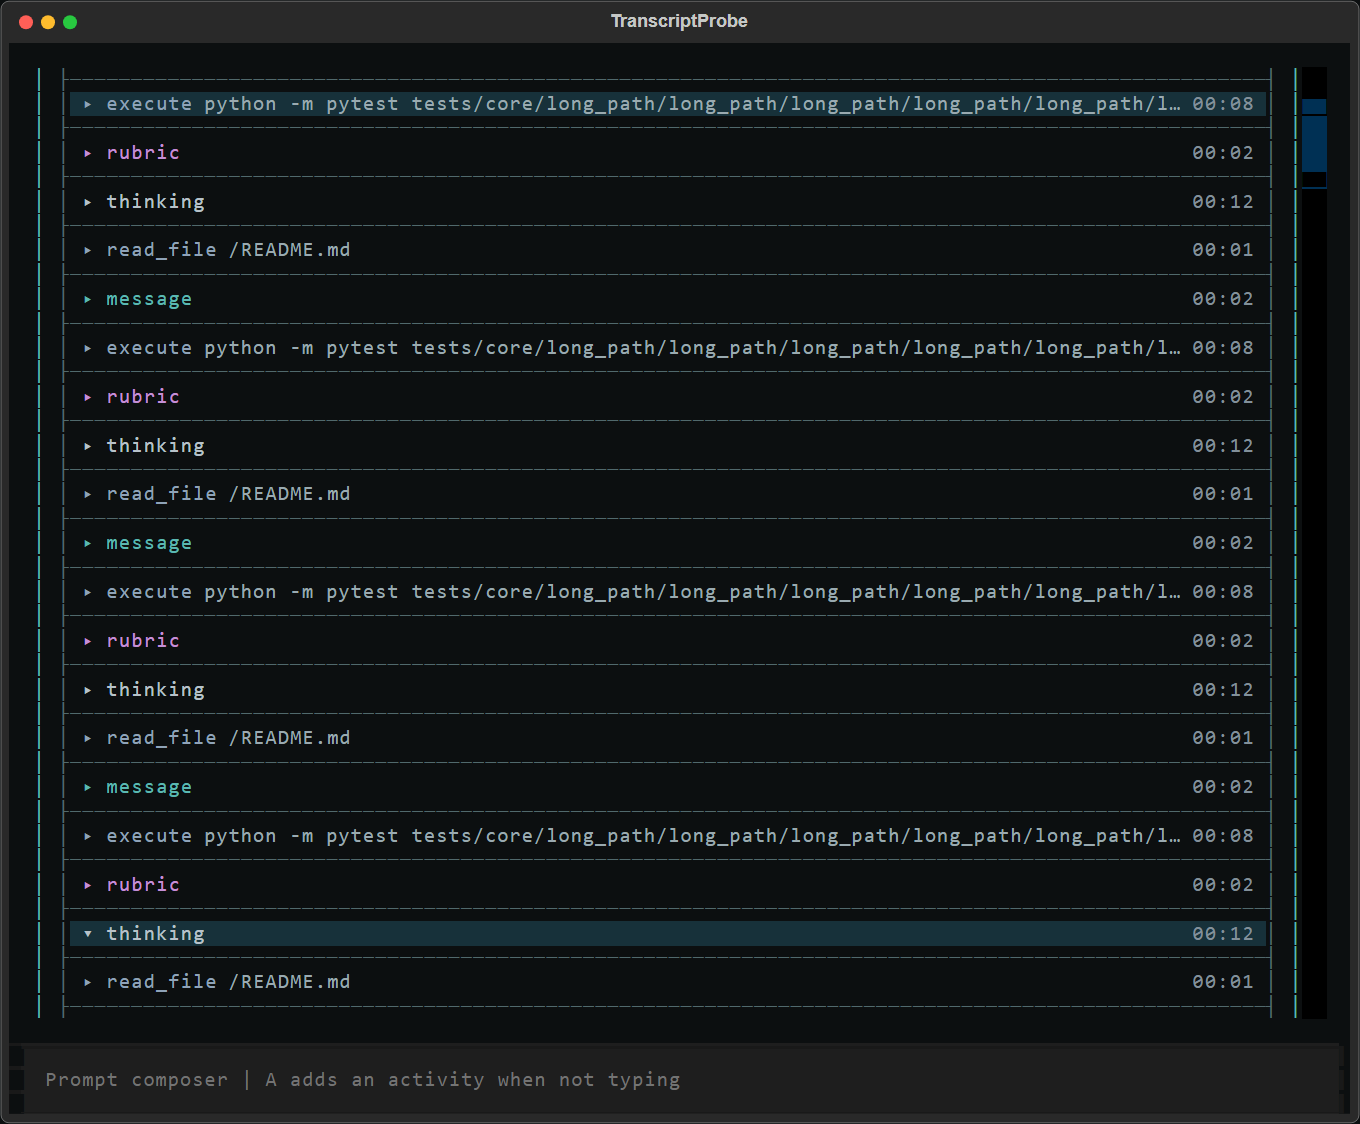 TranscriptProbe
▸ execute python -m pytest tests/core/long_path/long_path/long_path/long_path/long_path/l… 00:08
▸ rubric 00:02
▸ thinking 00:12
▸ read_file /README.md 00:01
▸ message 00:02
▸ execute python -m pytest tests/core/long_path/long_path/long_path/long_path/long_path/l… 00:08
▸ rubric 00:02
▸ thinking 00:12
▸ read_file /README.md 00:01
▸ message 00:02
▸ execute python -m pytest tests/core/long_path/long_path/long_path/long_path/long_path/l… 00:08
▸ rubric 00:02
▸ thinking 00:12
▸ read_file /README.md 00:01
▸ message 00:02
▸ execute python -m pytest tests/core/long_path/long_path/long_path/long_path/long_path/l… 00:08
▸ rubric 00:02
▾ thinking 00:12
▸ read_file /README.md 00:01
Prompt composer | A adds an activity when not typing